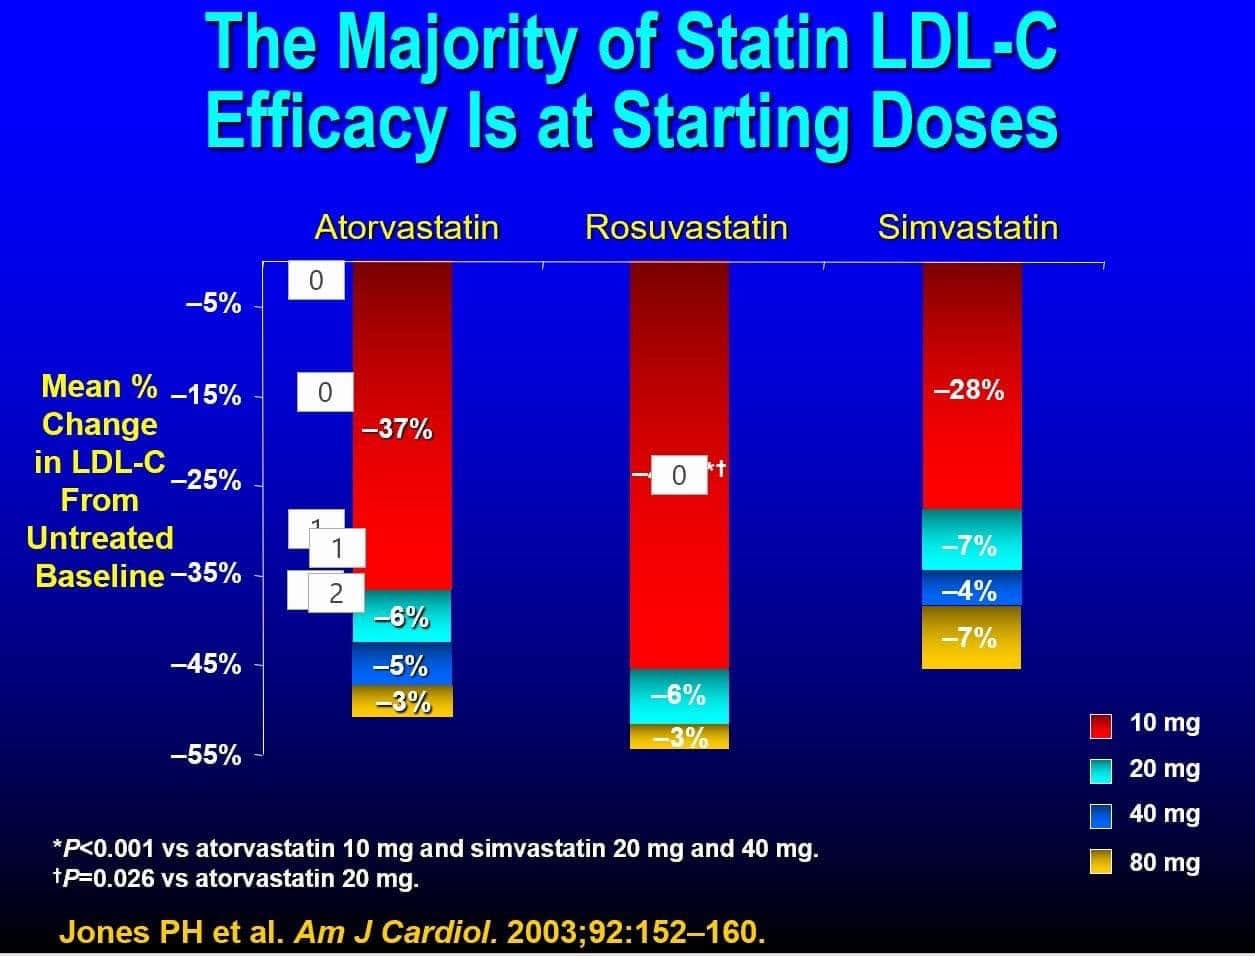 The Majority of Statin LDL-C
Efficacy Is at Starting Doses
Atorvastatin Rosuvastatin Simvastatin
Mean %
Change
in LDL-C
From
Untreated
Baseline
–5%
–15%
–25%
–35%
–45%
–55%
0
0
1
1
2
–37%
–6%
–5%
–3%
0 *†
–6%
–3%
–28%
–7%
–4%
–7%
10 mg
20 mg
40 mg
80 mg
*P<0.001 vs atorvastatin 10 mg and simvastatin 20 mg and 40 mg.
†P=0.026 vs atorvastatin 20 mg.
Jones PH et al. Am J Cardiol. 2003;92:152–160.